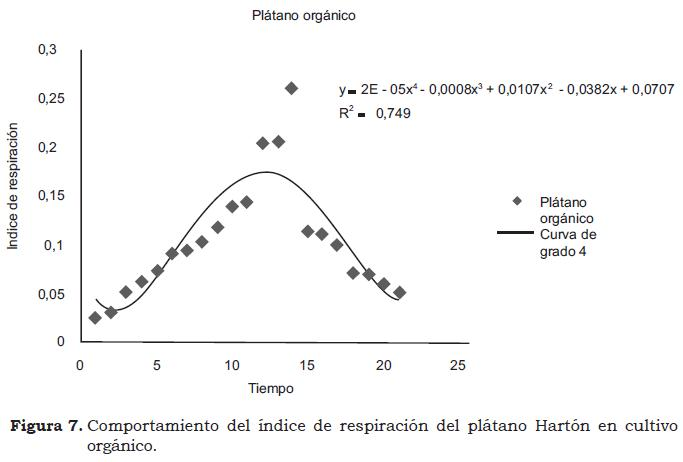 Plátano orgánico
0,3
0,25
0,2
0,15
0,1
0,05
0
Indice de respiración
0 5 10 15 20 25
Tiempo
y = 2E - 05x⁴ - 0,0008x³ + 0,0107x² - 0,0382x + 0,0707
R² = 0,749
Plátano
orgánico
Curva de
grado 4
Figura 7. Comportamiento del índice de respiración del plátano Hartón en cultivo
orgánico.